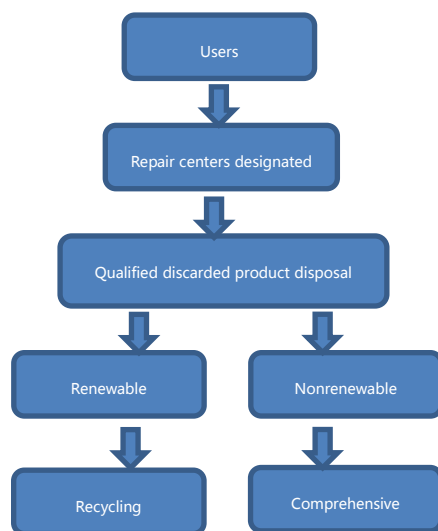 Users
Repair centers designated
Qualified discarded product disposal
Renewable
Nonrenewable
Recycling
Comprehensive